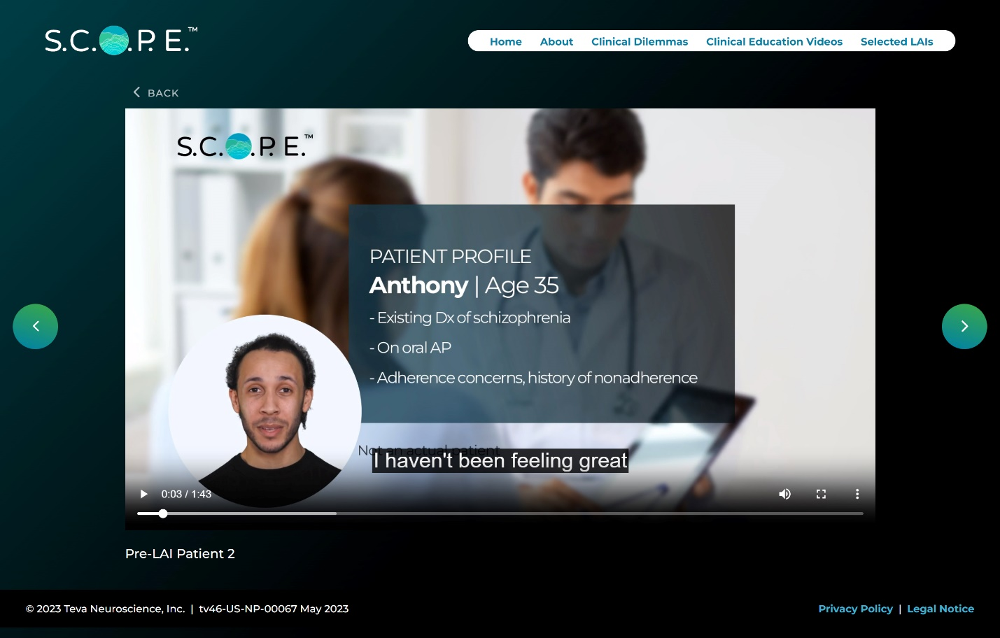 S.C.O.P.E.™
Home About Clinical Dilemmas Clinical Education Videos Selected LAIs
BACK
S.C.O.P.E.™
PATIENT PROFILE
Anthony | Age 35
- Existing Dx of schizophrenia
- On oral AP
- Adherence concerns, history of nonadherence
Not an actual patient
I haven't been feeling great
0:03 / 1:43
Pre-LAI Patient 2
© 2023 Teva Neuroscience, Inc. | tv46-US-NP-00067 May 2023
Privacy Policy | Legal Notice